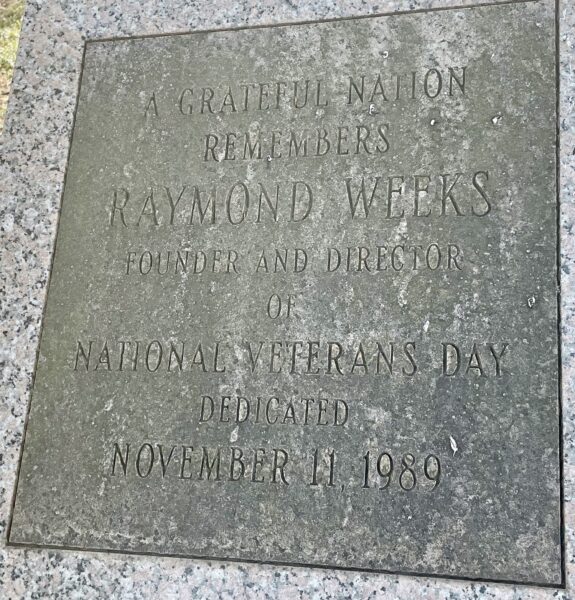 A GRATEFUL NATION
REMEMBERS
RAYMOND WEEKS
FOUNDER AND DIRECTOR
OF
NATIONAL VETERANS DAY
DEDICATED
NOVEMBER 11, 1989